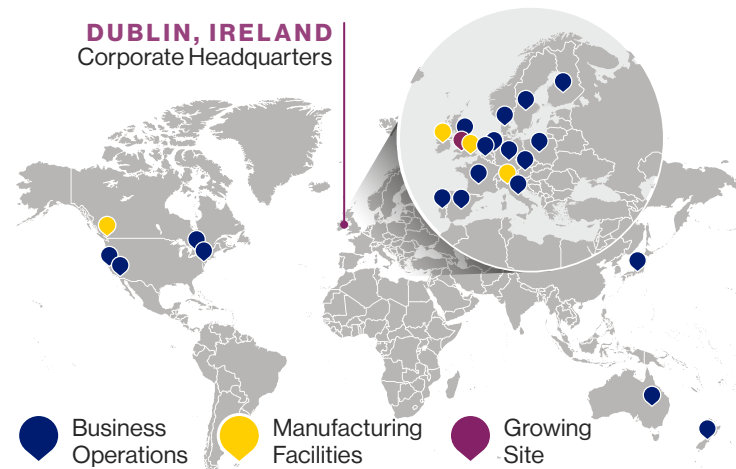 DUBLIN, IRELAND
Corporate Headquarters
Business
Operations
Manufacturing
Facilities
Growing
Site